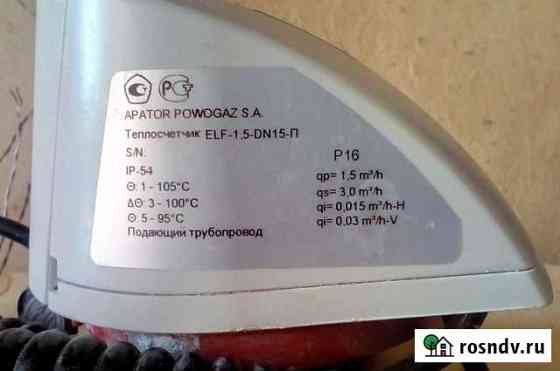 APATOR POWOGAZ S.A.
Теплосчетчик ELF-1,5-DN15-П
S/N: P16
IP-54 qp= 1,5 m³/h
Θ: 1 - 105°C qs= 3,0 m³/h
ΔΘ: 3 - 100°C qi= 0,015 m³/h-H
Θ: 5 - 95°C qi= 0,03 m³/h-V
Подающий трубопровод
rosndv.ru